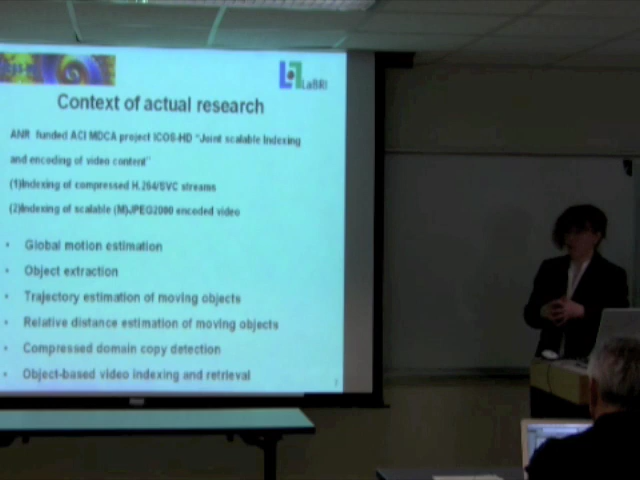 LaBRI
Context of actual research
ANR funded ACI MDCA project ICOS-HD "Joint scalable Indexing
and encoding of video content"
(1)Indexing of compressed H.264/SVC streams
(2)Indexing of scalable (M)JPEG2000 encoded video
• Global motion estimation
• Object extraction
• Trajectory estimation of moving objects
• Relative distance estimation of moving objects
• Compressed domain copy detection
• Object-based video indexing and retrieval